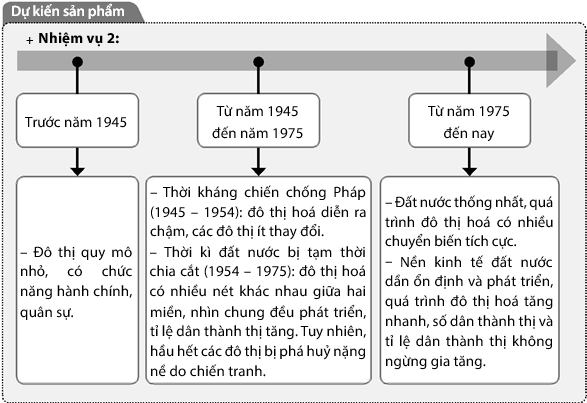 Dự kiến sản phẩm
+ Nhiệm vụ 2:
Trước năm 1945
Từ năm 1945
đến năm 1975
Từ năm 1975
đến nay
– Đô thị quy mô
nhỏ, có chức
năng hành chính,
quân sự.
– Thời kháng chiến chống Pháp
(1945 – 1954): đô thị hoá diễn ra
chậm, các đô thị ít thay đổi.
– Thời kì đất nước bị tạm thời
chia cắt (1954 – 1975): đô thị hoá
có nhiều nét khác nhau giữa hai
miền, nhìn chung đều phát triển,
tỉ lệ dân thành thị tăng. Tuy nhiên,
hầu hết các đô thị bị phá huỷ nặng
nề do chiến tranh.
– Đất nước thống nhất, quá
trình đô thị hoá có nhiều
chuyển biến tích cực.
– Nền kinh tế đất nước
dần ổn định và phát triển,
quá trình đô thị hoá tăng
nhanh, số dân thành thị và
tỉ lệ dân thành thị không
ngừng gia tăng.